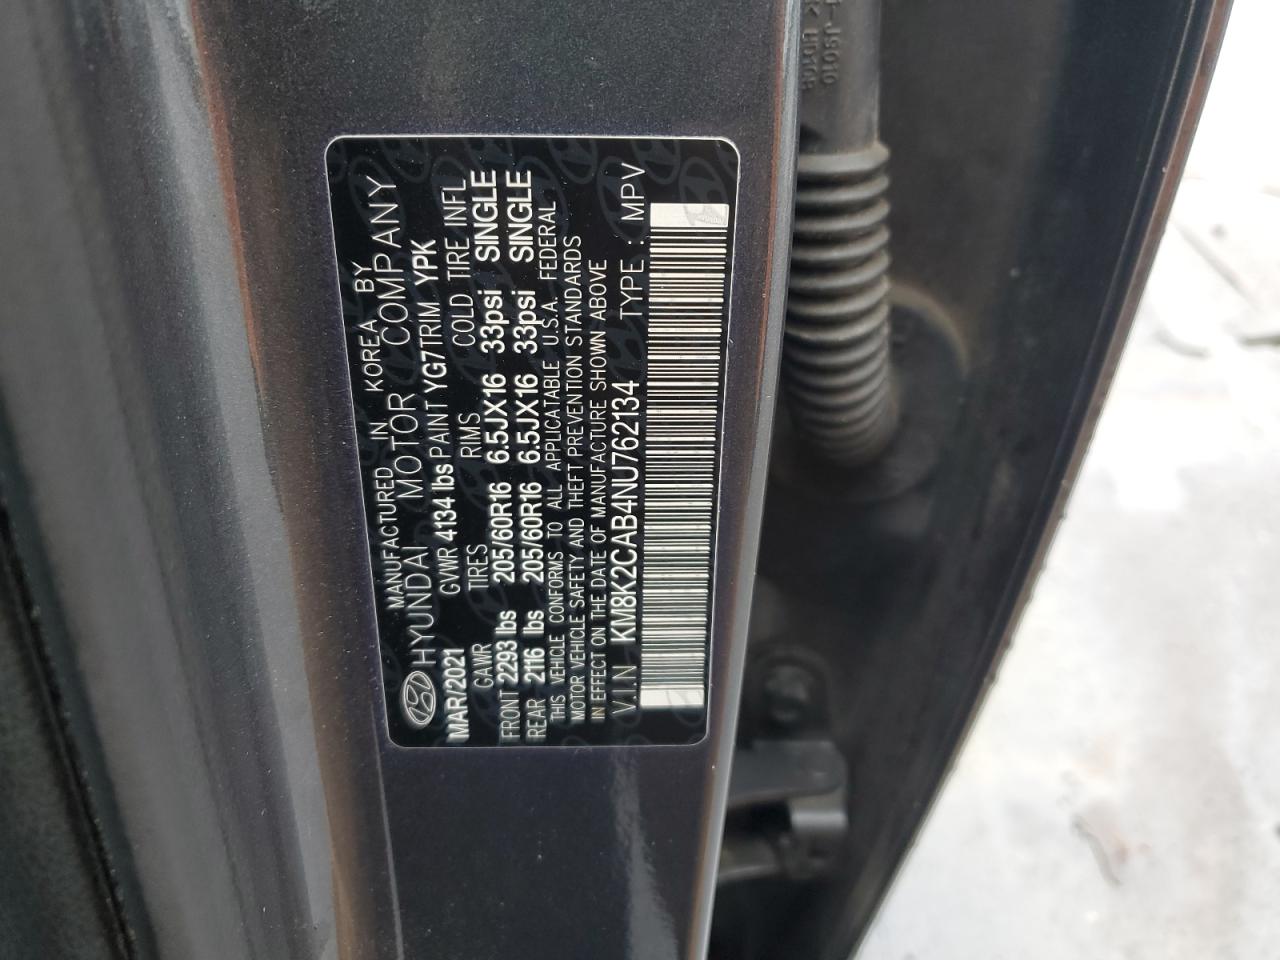 MANUFACTURED IN KOREA BY
HYUNDAI MOTOR COMPANY
MAR/2021 GVWR 4134 lbs PAINT YG7 TRIM YPK
GAWR TIRES RIMS COLD TIRE INFL
FRONT 2293 lbs 205/60R16 6.5JX16 33psi SINGLE
REAR 2116 lbs 205/60R16 6.5JX16 33psi SINGLE
THIS VEHICLE CONFORMS TO ALL APPLICATABLE U.S.A. FEDERAL
MOTOR VEHICLE SAFETY AND THEFT PREVENTION STANDARDS
IN EFFECT ON DATE OF MANUFACTURE SHOWN ABOVE
V.I.N KM8K2CAB4NU762134 TYPE : MPV